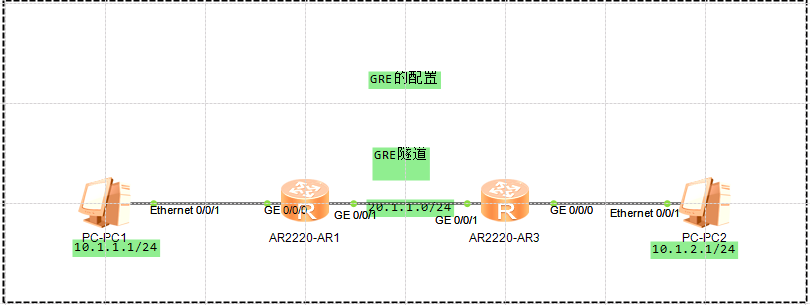 GRE的配置
GRE隧道
Ethernet 0/0/1
GE 0/0/0
R
GE 0/0/1
20.1.1.0/24
GE 0/0/1
R
GE 0/0/0
Ethernet 0/0/1
PC-PC1
AR2220-AR1
AR2220-AR3
PC-PC2
10.1.1.1/24
10.1.2.1/24